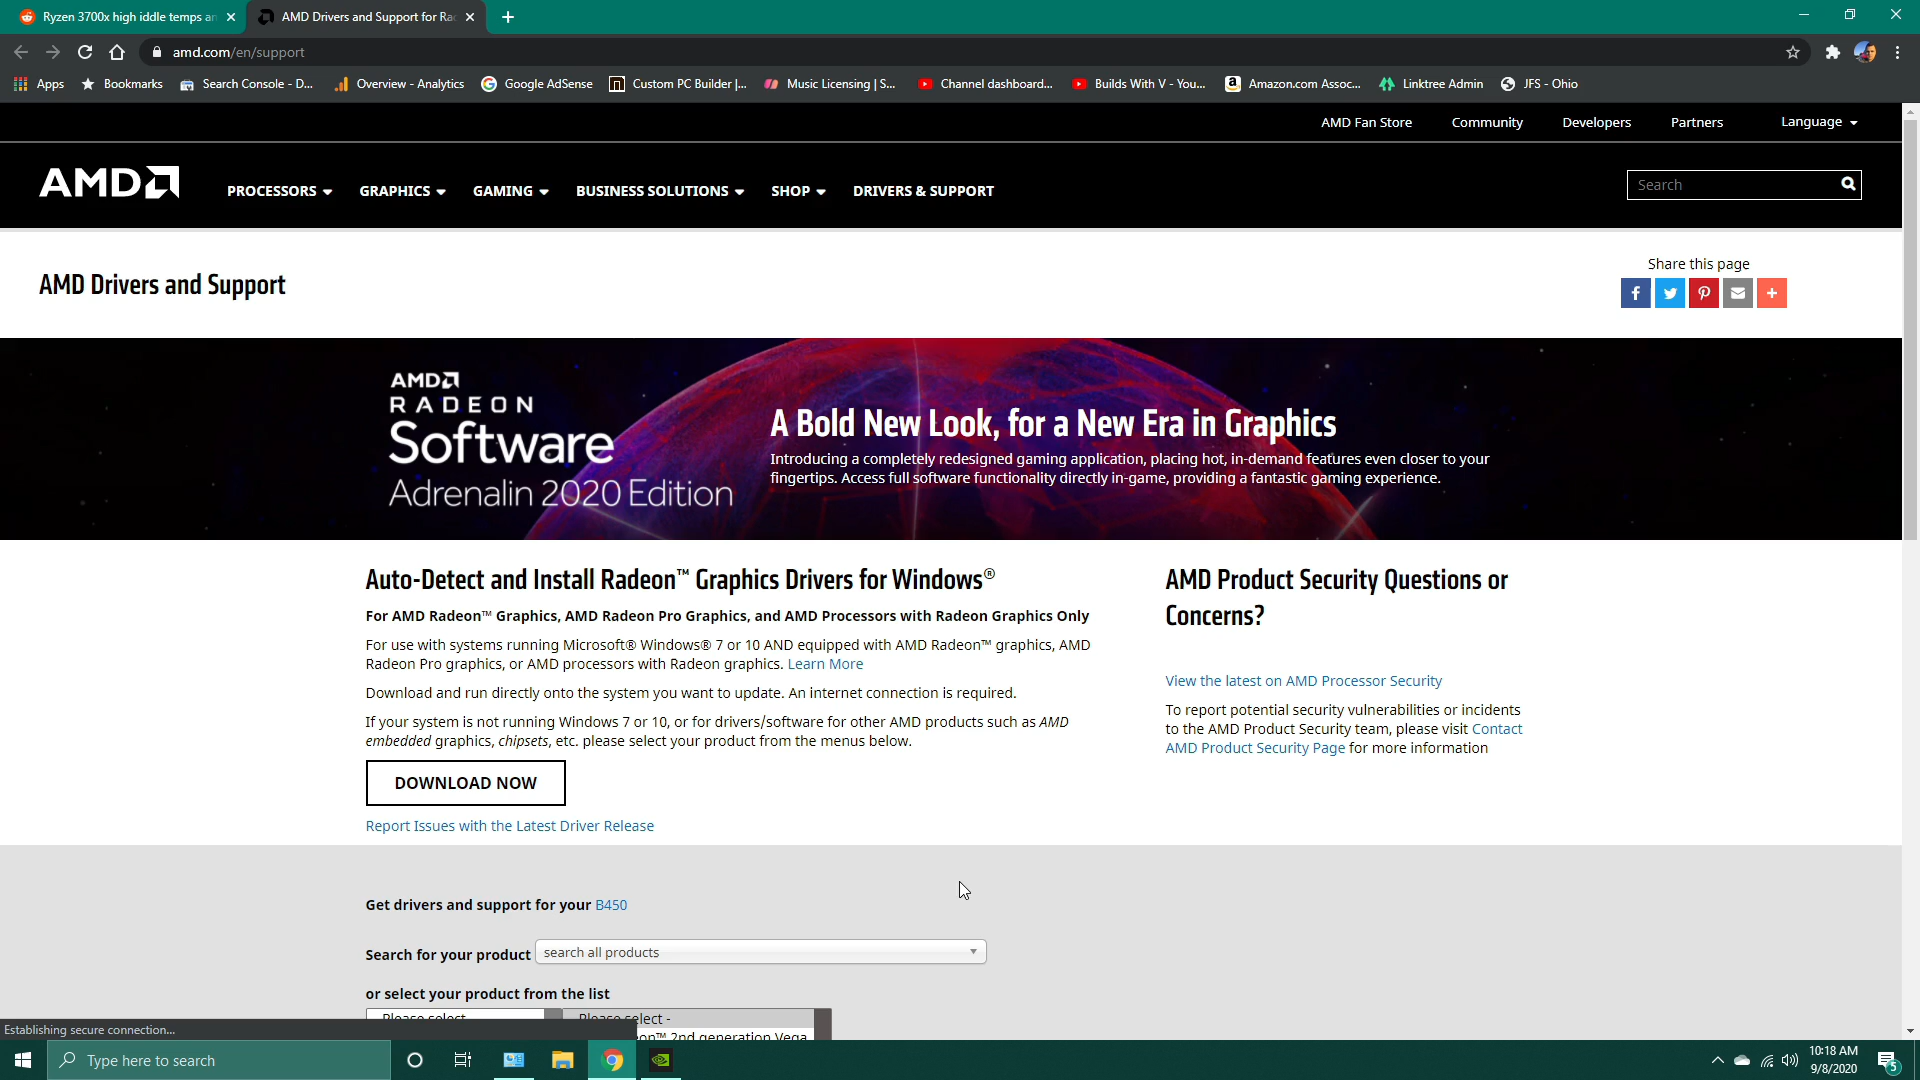 Ryzen 3700x high iddle temps an
AMD Drivers and Support for Rad
amd.com/en/support
Apps
Bookmarks
Search Console - D...
Overview - Analytics
Google AdSense
Custom PC Builder |...
Music Licensing | S...
Channel dashboard...
Builds With V - You...
Amazon.com Assoc...
Linktree Admin
JFS - Ohio
AMD Fan Store
Community
Developers
Partners
Language
AMD
PROCESSORS
GRAPHICS
GAMING
BUSINESS SOLUTIONS
SHOP
DRIVERS & SUPPORT
Search
AMD Drivers and Support
Share this page
AMD
RADEON
Software
Adrenalin 2020 Edition
A Bold New Look, for a New Era in Graphics
Introducing a completely redesigned gaming application, placing hot, in-demand features even closer to your
fingertips. Access full software functionality directly in-game, providing a fantastic gaming experience.
Auto-Detect and Install Radeon™ Graphics Drivers for Windows®
For AMD Radeon™ Graphics, AMD Radeon Pro Graphics, and AMD Processors with Radeon Graphics Only
For use with systems running Microsoft® Windows® 7 or 10 AND equipped with AMD Radeon™ graphics, AMD
Radeon Pro graphics, or AMD processors with Radeon graphics. Learn More
Download and run directly onto the system you want to update. An internet connection is required.
If your system is not running Windows 7 or 10, or for drivers/software for other AMD products such as AMD
embedded graphics, chipsets, etc. please select your product from the menus below.
DOWNLOAD NOW
Report Issues with the Latest Driver Release
AMD Product Security Questions or
Concerns?
View the latest on AMD Processor Security
To report potential security vulnerabilities or incidents
to the AMD Product Security team, please visit Contact
AMD Product Security Page for more information
Get drivers and support for your B450
Search for your product
search all products
or select your product from the list
Please select
Please select -
2nd generation Vega
Establishing secure connection...
Type here to search
10:18 AM
9/8/2020
5